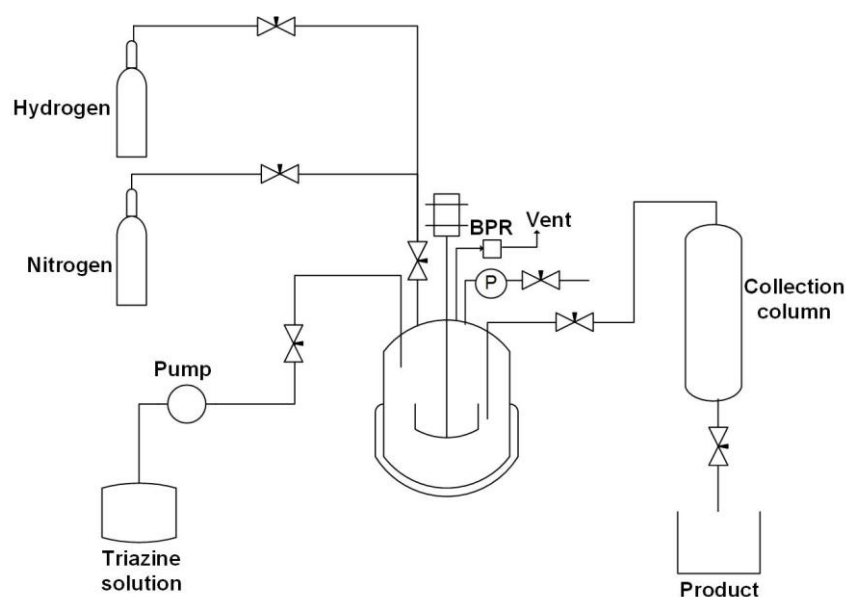 Hydrogen
Nitrogen
BPR
Vent
P
Collection
column
Pump
Triazine
solution
Product